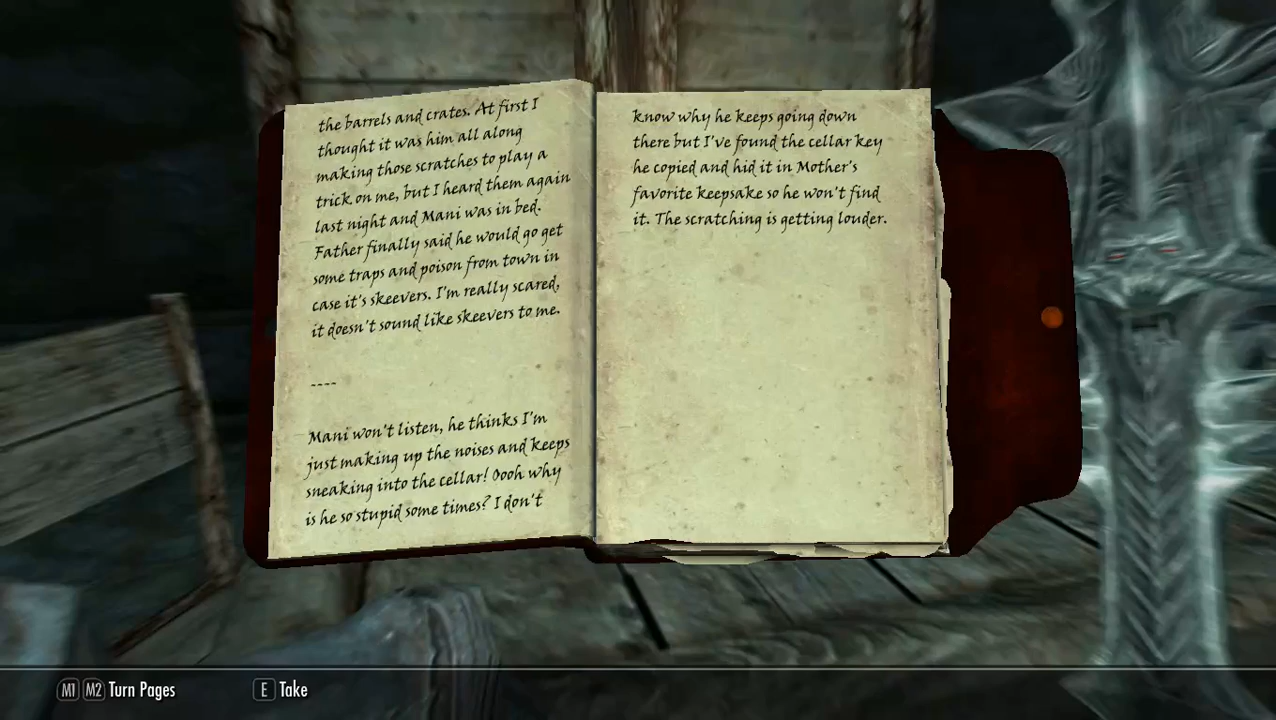 the barrels and crates. At first I
thought it was him all along
making those scratches to play a
trick on me, but I heard them again
last night and Mani was in bed.
Father finally said he would go get
some traps and poison from town in
case it's skeevers. I'm really scared,
it doesn't sound like skeevers to me.
----
Mani won't listen, he thinks I'm
just making up the noises and keeps
sneaking into the cellar! Oooh why
is he so stupid some times? I don't
know why he keeps going down
there but I've found the cellar key
he copied and hid it in Mother's
favorite keepsake so he won't find
it. The scratching is getting louder.
M1 M2 Turn Pages
E Take